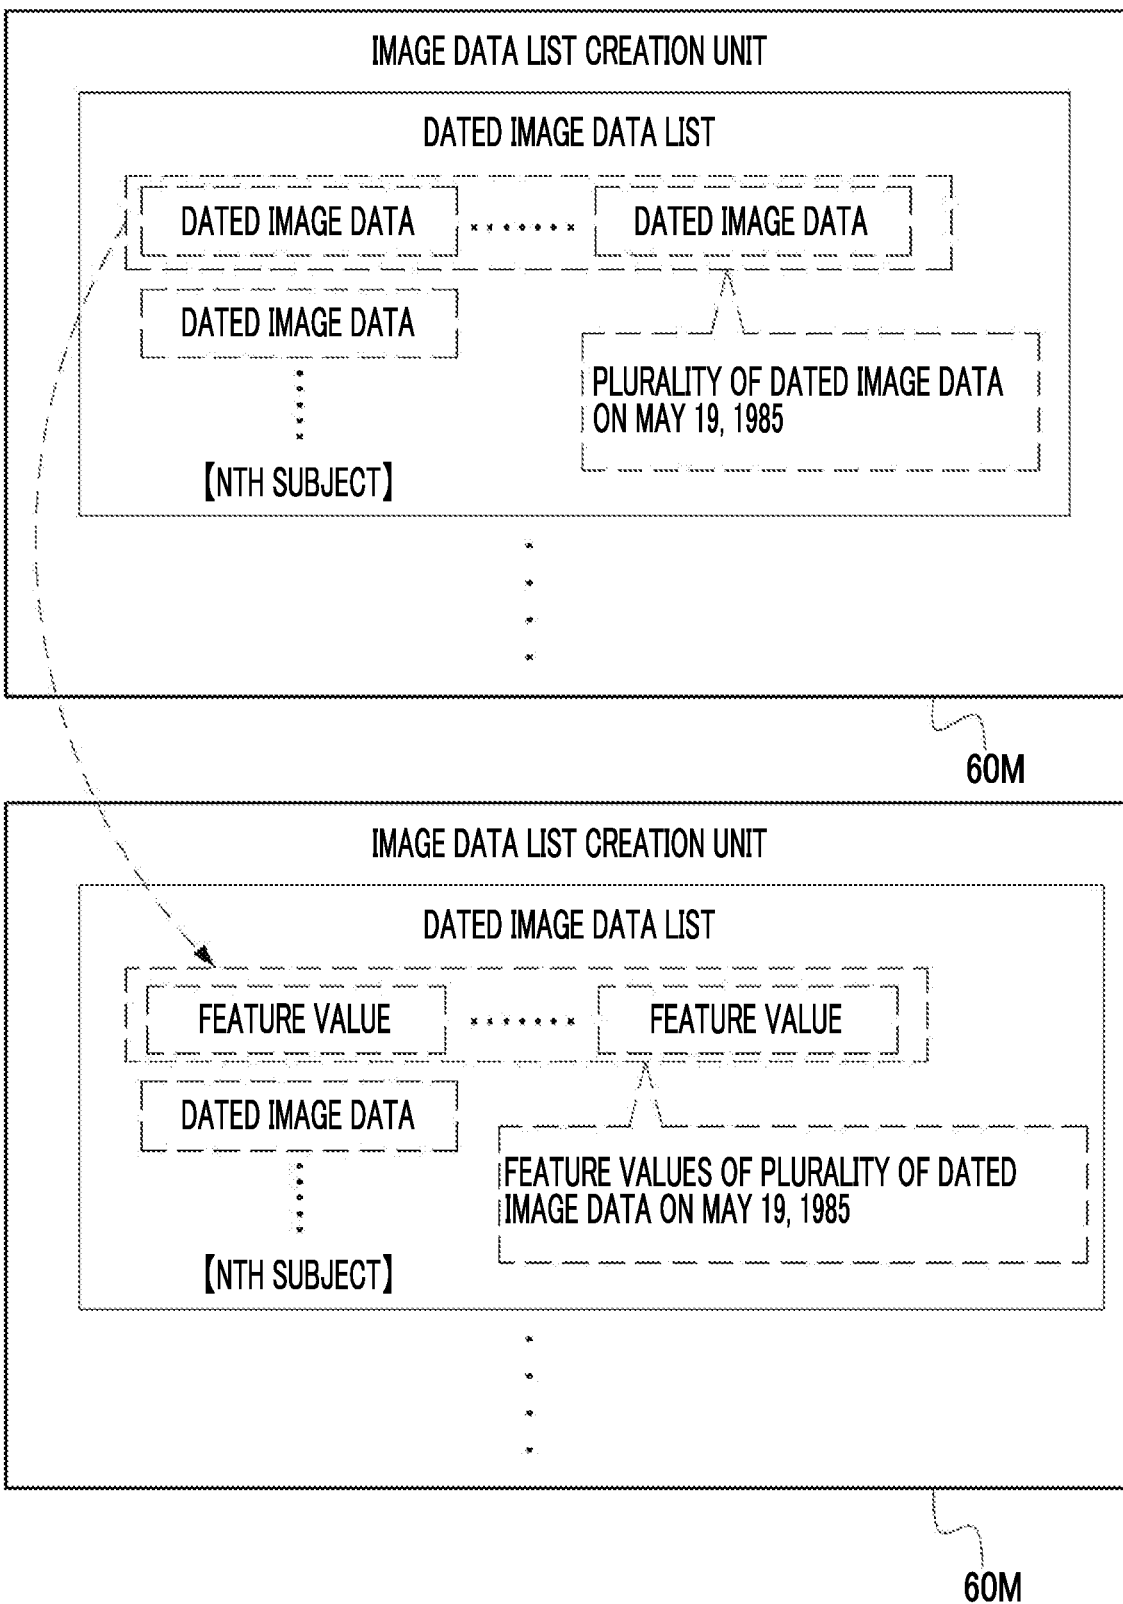 IMAGE DATA LIST CREATION UNIT
DATED IMAGE DATA LIST
DATED IMAGE DATA ....... DATED IMAGE DATA
DATED IMAGE DATA
PLURALITY OF DATED IMAGE DATA
ON MAY 19, 1985
【NTH SUBJECT】
60M
IMAGE DATA LIST CREATION UNIT
DATED IMAGE DATA LIST
FEATURE VALUE ....... FEATURE VALUE
DATED IMAGE DATA
FEATURE VALUES OF PLURALITY OF DATED
IMAGE DATA ON MAY 19, 1985
【NTH SUBJECT】
60M